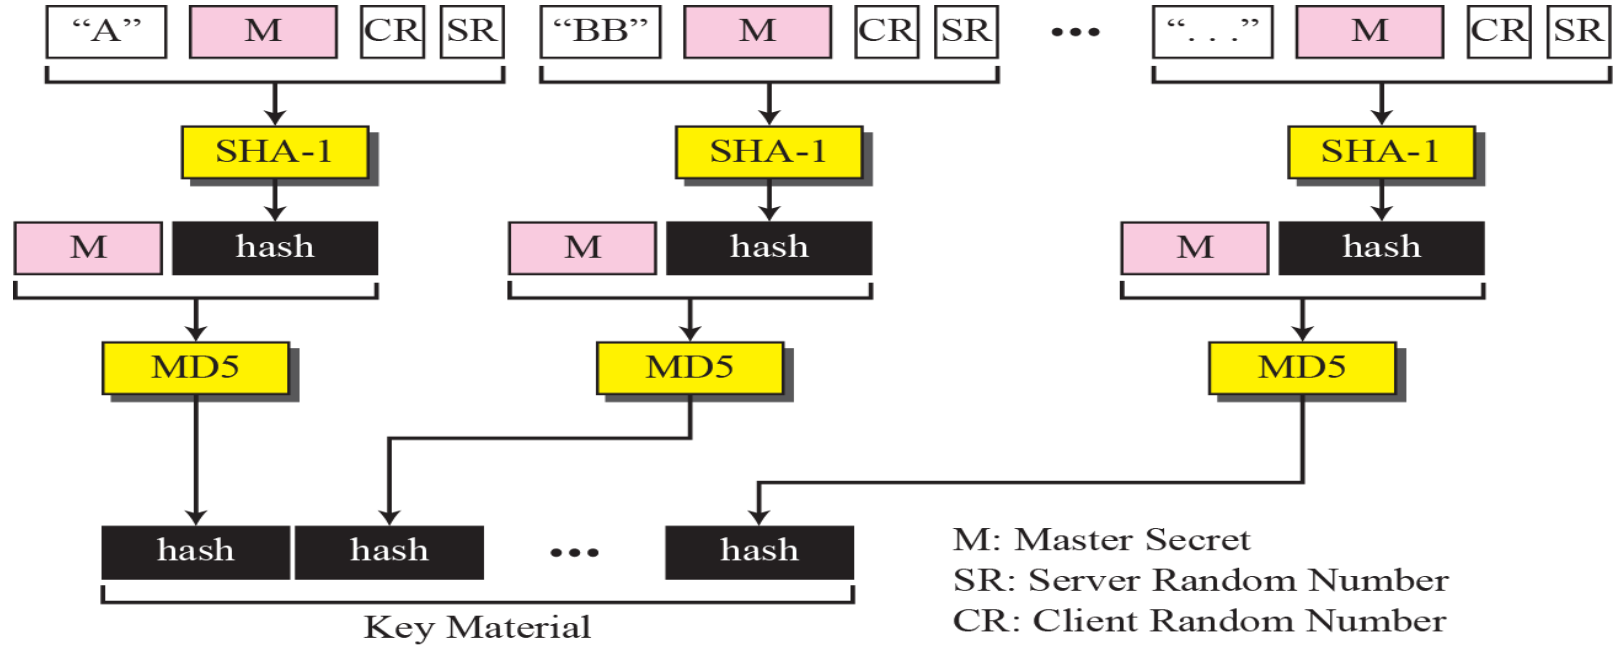 “A” M CR SR “BB” M CR SR ••• “. . .” M CR SR
SHA-1 SHA-1 SHA-1
M hash M hash M hash
MD5 MD5 MD5
hash hash ••• hash
Key Material
M: Master Secret
SR: Server Random Number
CR: Client Random Number